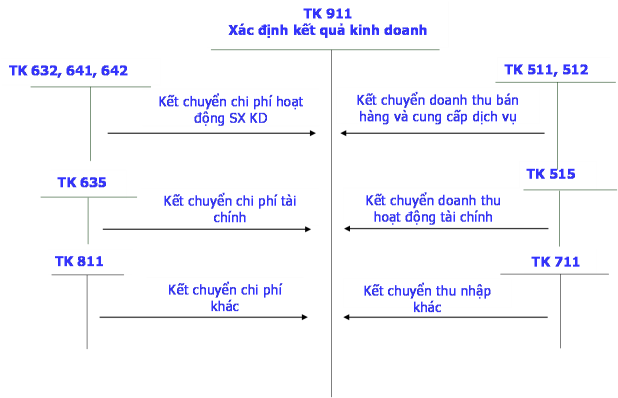 TK 911
Xác định kết quả kinh doanh
TK 632, 641, 642
TK 511, 512
Kết chuyển chi phí hoạt
động SX KD
Kết chuyển doanh thu bán
hàng và cung cấp dịch vụ
TK 635
TK 515
Kết chuyển chi phí tài
chính
Kết chuyển doanh thu
hoạt động tài chính
TK 811
TK 711
Kết chuyển chi phí
khác
Kết chuyển thu nhập
khác